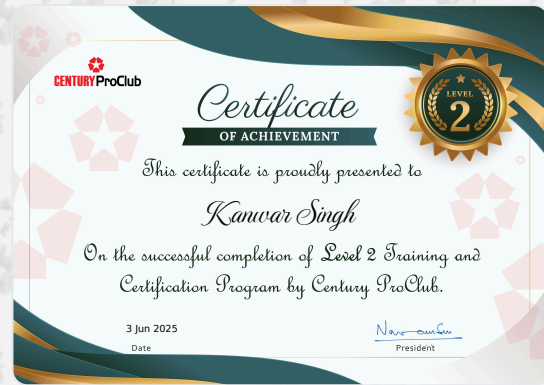 CENTURY ProClub
LEVEL
2
Certificate
OF ACHIEVEMENT
This certificate is proudly presented to
Kanwar Singh
On the successful completion of Level 2 Training and
Certification Program by Century ProClub.
3 Jun 2025
Date
President